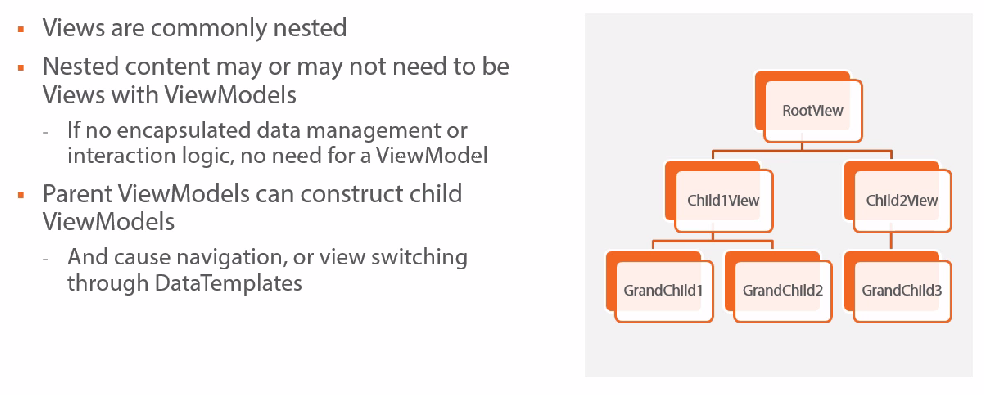 ▪ Views are commonly nested
▪ Nested content may or may not need to be
Views with ViewModels
- If no encapsulated data management or
interaction logic, no need for a ViewModel
▪ Parent ViewModels can construct child
ViewModels
- And cause navigation, or view switching
through DataTemplates
RootView
Child1View
Child2View
GrandChild1
GrandChild2
GrandChild3